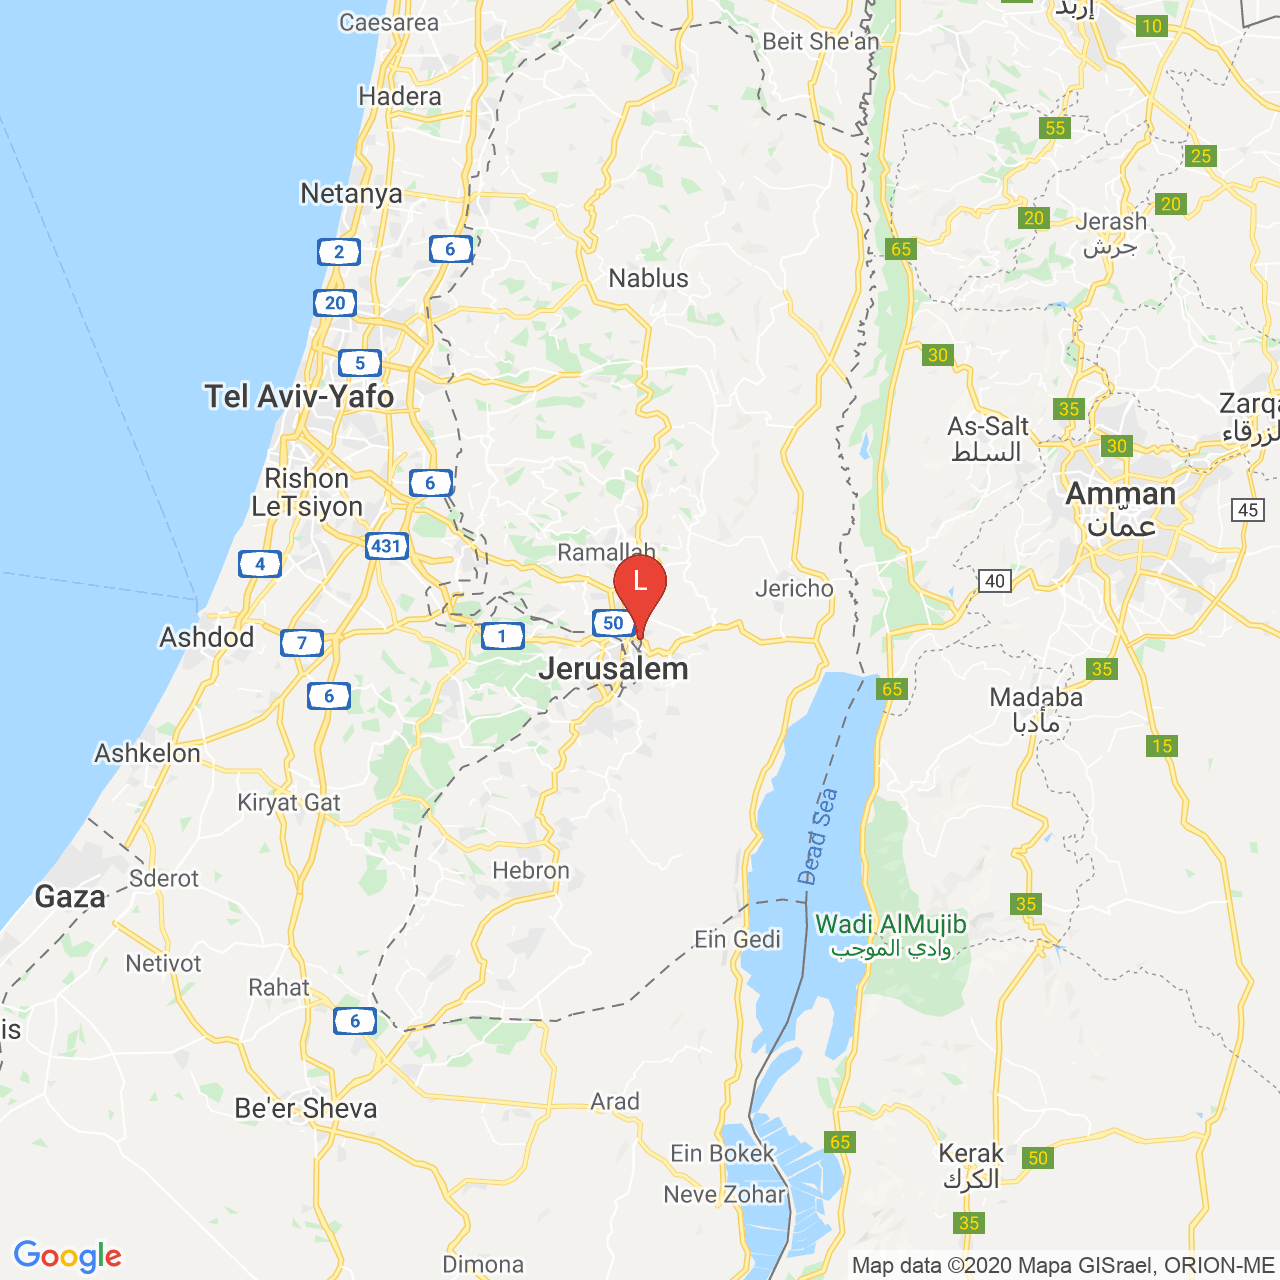 Caesarea
Beit She'an
إربد
10
Hadera
55
25
Netanya
20
20
Jerash
جرش
2
6
65
Nablus
20
5
30
Tel Aviv-Yafo
35
Zarqa
الزرقاء
As-Salt
السلط
30
Rishon
LeTsiyon
6
Amman
عمّان
45
431
Ramallah
4
L
Jericho
40
50
Ashdod
7
1
Jerusalem
35
6
65
Madaba
مأدبا
15
Ashkelon
Kiryat Gat
Dead Sea
Hebron
Sderot
Gaza
35
Wadi AlMujib
وادي الموجب
Ein Gedi
Netivot
Rahat
6
is
Be'er Sheva
Arad
65
Ein Bokek
Kerak
الكرك
50
Neve Zohar
35
Dimona
Google
Map data ©2020 Mapa GISrael, ORION-ME